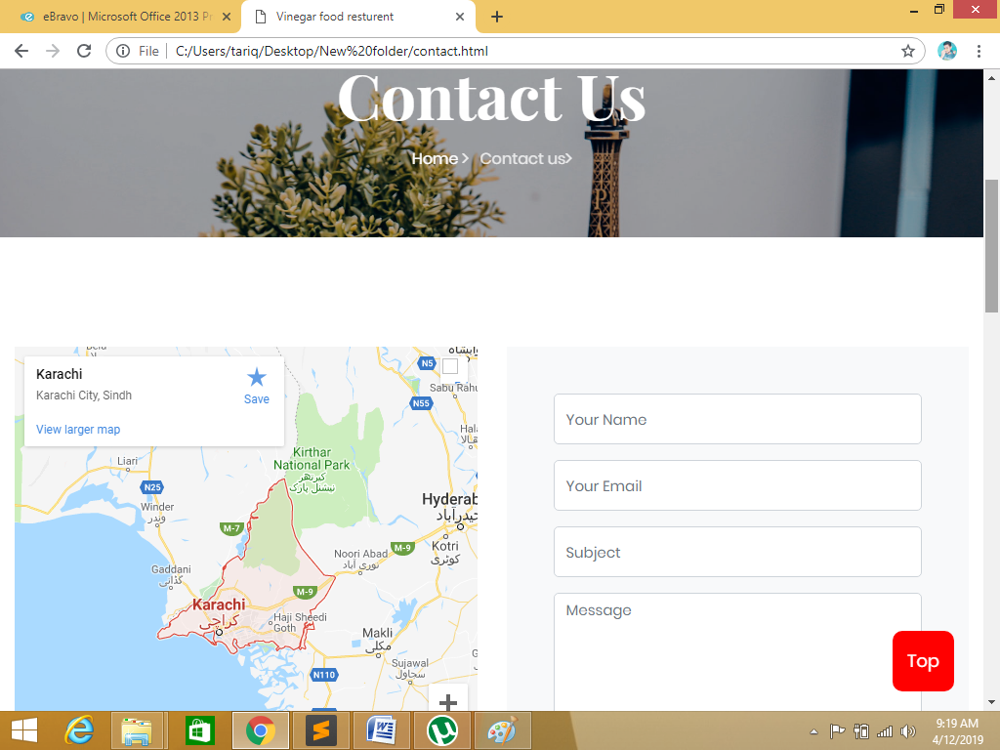 eBravo | Microsoft Office 2013 Pr
Vinegar food resturent
File
C:/Users/tariq/Desktop/New%20folder/contact.html
Contact Us
Home > Contact us>
Karachi
Karachi City, Sindh
Save
View larger map
N5
Sabu Rahu
N55
Liari
Kirthar
National Park
کیرتھر
نیشنل پارک
N25
Winder
وندر
Hyderab
حیدرآباد
M-7
M-9
Kotri
کوٹری
Noori Abad
نوری آباد
Gaddani
گڈانی
M-9
Karachi
کراچی
Haji Sheedi
Goth
Makli
مکلی
Sujawal
سجاول
N110
Your Name
Your Email
Subject
Message
Top
9:19 AM
4/12/2019